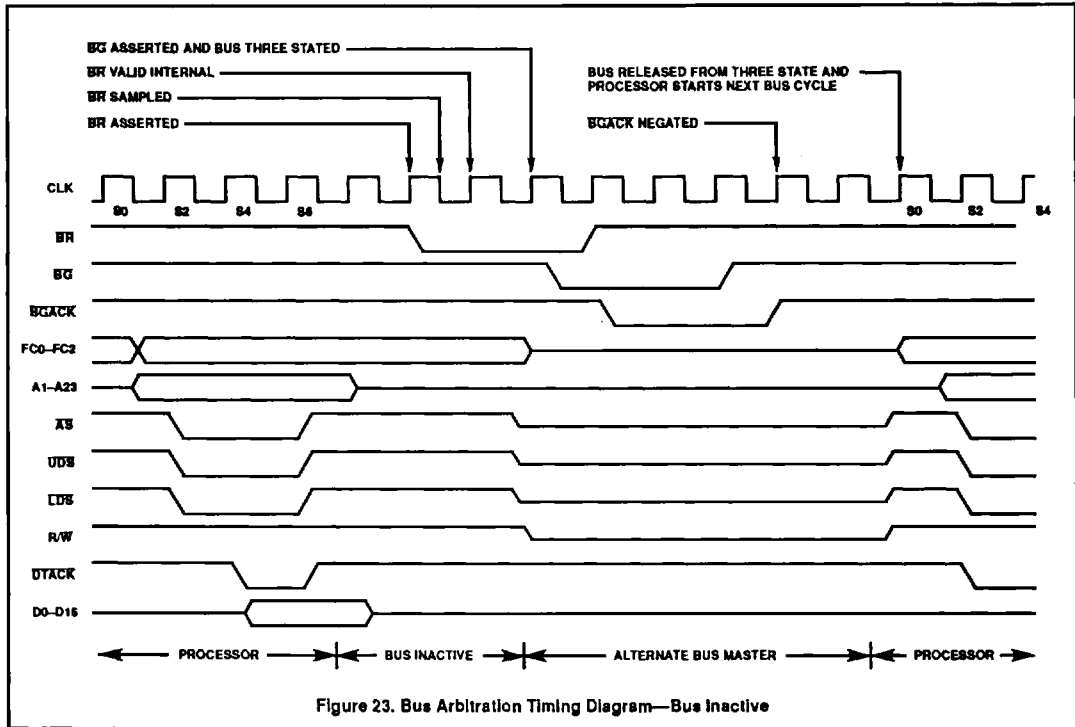 BG ASSERTED AND BUS THREE STATED
BR VALID INTERNAL
BR SAMPLED
BR ASSERTED
BUS RELEASED FROM THREE STATE AND
PROCESSOR STARTS NEXT BUS CYCLE
BGACK NEGATED
CLK
S0 S2 S4 S6 S0 S2 S4
BR
BG
BGACK
FC0–FC2
A1–A23
AS
UDS
LDS
R/W
DTACK
D0–D15
PROCESSOR BUS INACTIVE ALTERNATE BUS MASTER PROCESSOR
Figure 23. Bus Arbitration Timing Diagram—Bus Inactive